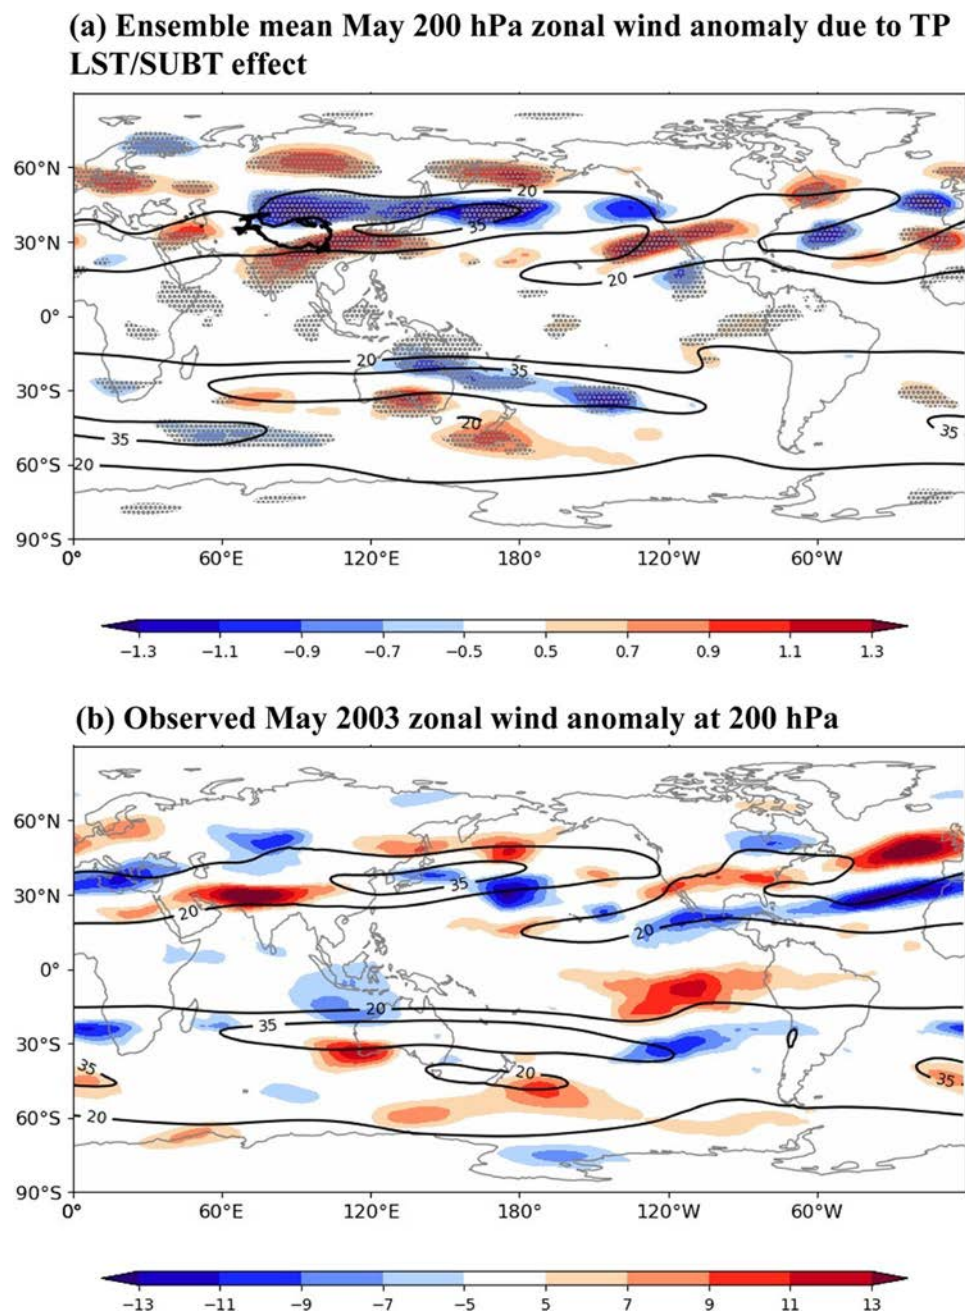 (a) Ensemble mean May 200 hPa zonal wind anomaly due to TP
LST/SUBT effect
60°N
20
35
30°N
20
0°
20
35
30°S
20
35
35
20
60°S
90°S
0°
60°E
120°E
180°
120°W
60°W
−1.3
−1.1
−0.9
−0.7
−0.5
0.5
0.7
0.9
1.1
1.3
(b) Observed May 2003 zonal wind anomaly at 200 hPa
60°N
35
30°N
20
20
0°
20
35
30°S
35
20
35
20
60°S
90°S
0°
60°E
120°E
180°
120°W
60°W
−13
−11
−9
−7
−5
5
7
9
11
13